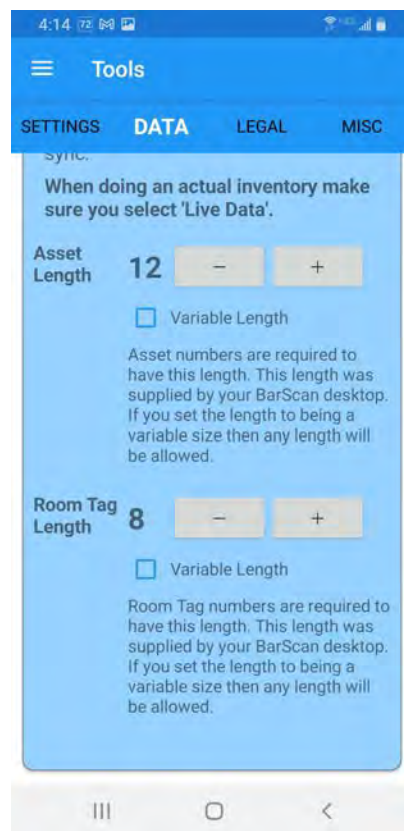 4:14 72
Tools
SETTINGS DATA LEGAL MISC
sync.
When doing an actual inventory make
sure you select 'Live Data'.
Asset
Length 12 − +
Variable Length
Asset numbers are required to
have this length. This length was
supplied by your BarScan desktop.
If you set the length to being a
variable size then any length will
be allowed.
Room Tag
Length 8 − +
Variable Length
Room Tag numbers are required to
have this length. This length was
supplied by your BarScan desktop.
If you set the length to being a
variable size then any length will
be allowed.